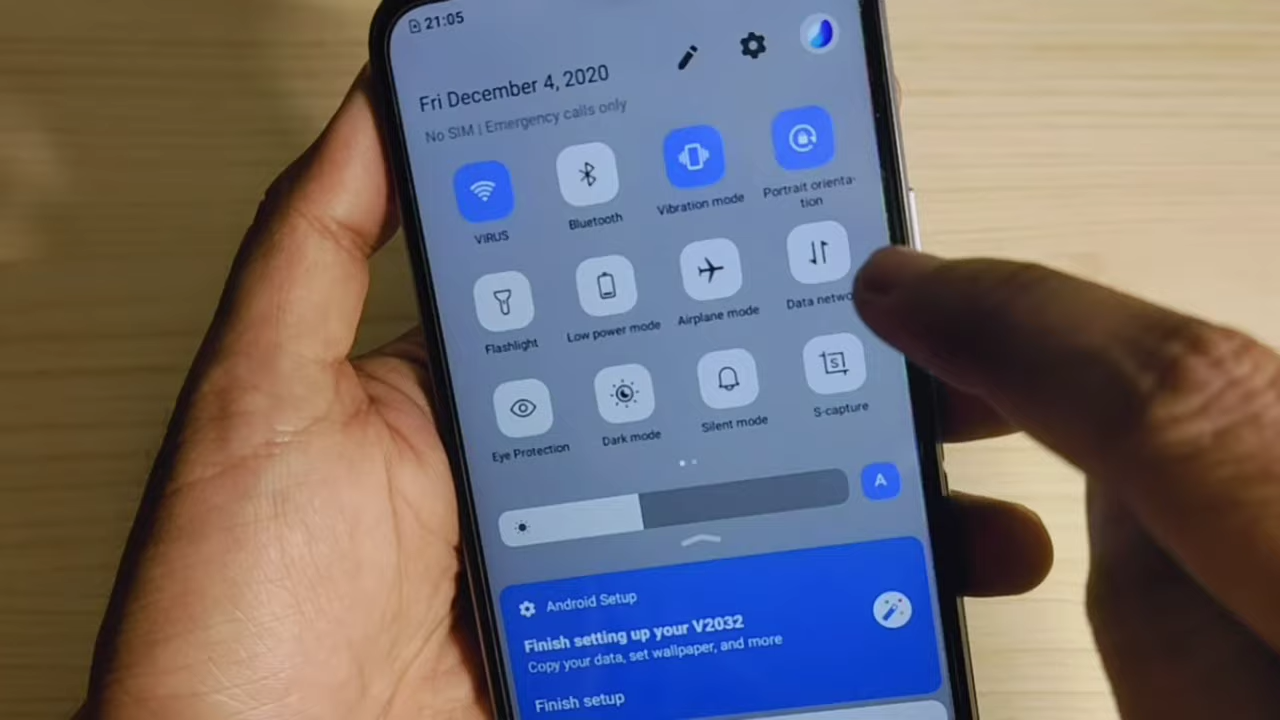 21:05
Fri December 4, 2020
No SIM | Emergency calls only
VIRUS
Bluetooth
Vibration mode
Portrait orienta-
tion
Flashlight
Low power mode
Airplane mode
Data netwo
Eye Protection
Dark mode
Silent mode
S
S-capture
A
Android Setup
Finish setting up your V2032
Copy your data, set wallpaper, and more
Finish setup